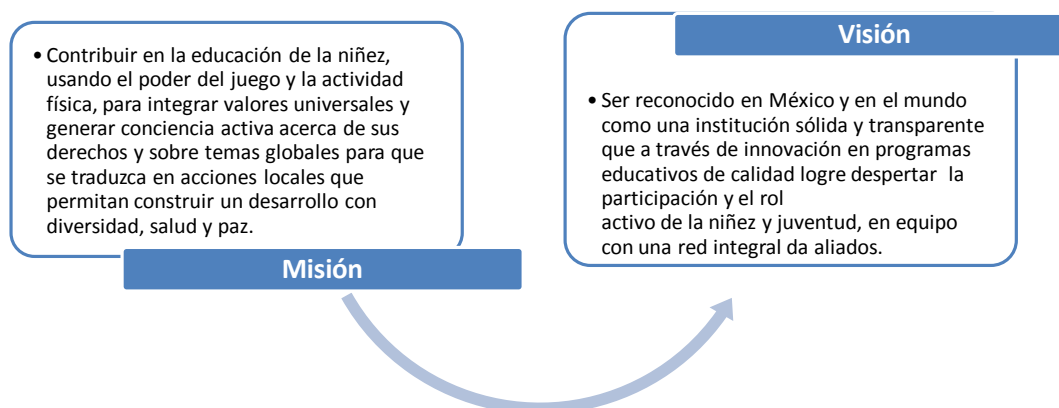 • Contribuir en la educación de la niñez,
usando el poder del juego y la actividad
física, para integrar valores universales y
generar conciencia activa acerca de sus
derechos y sobre temas globales para que
se traduzca en acciones locales que
permitan construir un desarrollo con
diversidad, salud y paz.
Misión
Visión
• Ser reconocido en México y en el mundo
como una institución sólida y transparente
que a través de innovación en programas
educativos de calidad logre despertar la
participación y el rol
activo de la niñez y juventud, en equipo
con una red integral da aliados.